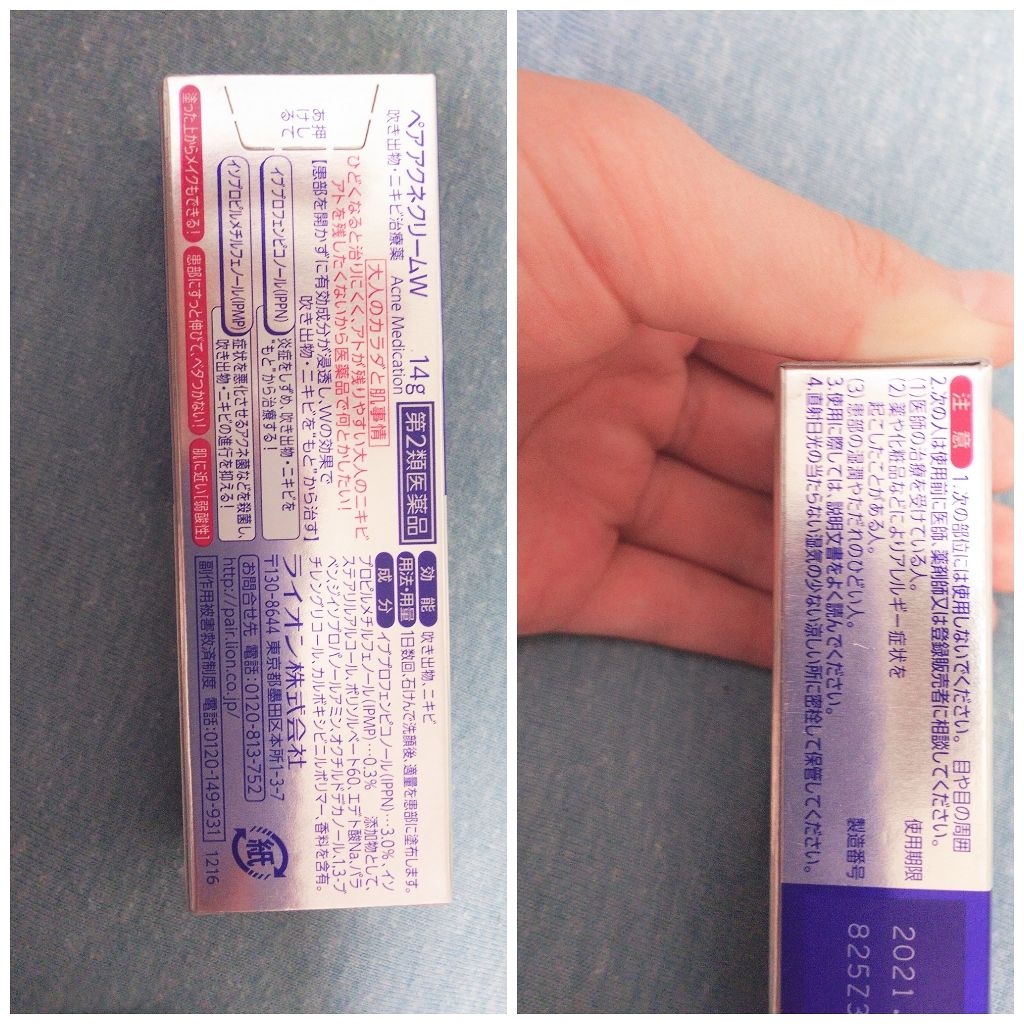 ペアアクネクリームW 14g
吹き出物・ニキビ治療薬 Acne Medication
第2類医薬品
大人のカラダと肌事情
ひどくなると治りにくく、アトが残りやすい大人のニキビ
アトを残したくないから医薬品で何とかしたい!
【患部を開かずに有効成分が浸透し、Wの効果で
吹き出物・ニキビを"もと"から治す】
あ押
けし
るて
イブプロフェンピコノール(IPPN)
炎症をしずめ、吹き出物・ニキビを
"もと"から治療する!
イソプロピルメチルフェノール(IPMP)
症状を悪化させるアクネ菌などを殺菌し、
吹き出物・ニキビの進行を抑える!
塗った上からメイクもできる!
患部にすっと伸びて、ベタつかない!
肌に近い[弱酸性]
効能 吹き出物、ニキビ
用法・用量 1日数回、石けんで洗顔後、適量を患部に塗布します。
成分 イブプロフェンピコノール(IPPN)…3.0%、イソ
プロピルメチルフェノール(IPMP)…0.3% 添加物として、
ステアリルアルコール、ポリソルベート60、エデト酸Na、パラ
ベン、ジイソプロパノールアミン、オクチルドデカノール、1,3-ブ
チレングリコール、カルボキシビニルポリマー、香料を含有。
ライオン株式会社
〒130-8644 東京都墨田区本所1-3-7
お問合せ先 電話:0120-813-752
http://pair.lion.co.jp/
副作用被害救済制度 電話:0120-149-931
1216
紙
注意 1.次の部位には使用しないでください。 目や目の周囲
2.次の人は使用前に医師、薬剤師又は登録販売者に相談してください。
(1)医師の治療を受けている人。
(2)薬や化粧品などによりアレルギー症状を
起こしたことがある人。
(3)患部の湿潤やただれのひどい人。
3.使用に際しては、説明文書をよく読んでください。
4.直射日光の当たらない湿気の少ない涼しい所に密栓して保管してください。
使用期限
製造番号
2021.
825Z3